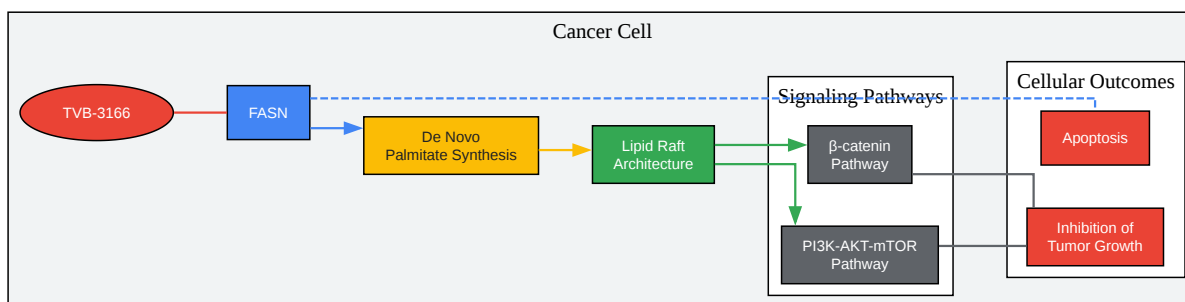 Cancer Cell
TVB-3166
FASN
De Novo
Palmitate Synthesis
Lipid Raft
Architecture
Signaling Pathways
β-catenin
Pathway
PI3K-AKT-mTOR
Pathway
Cellular Outcomes
Apoptosis
Inhibition of
Tumor Growth